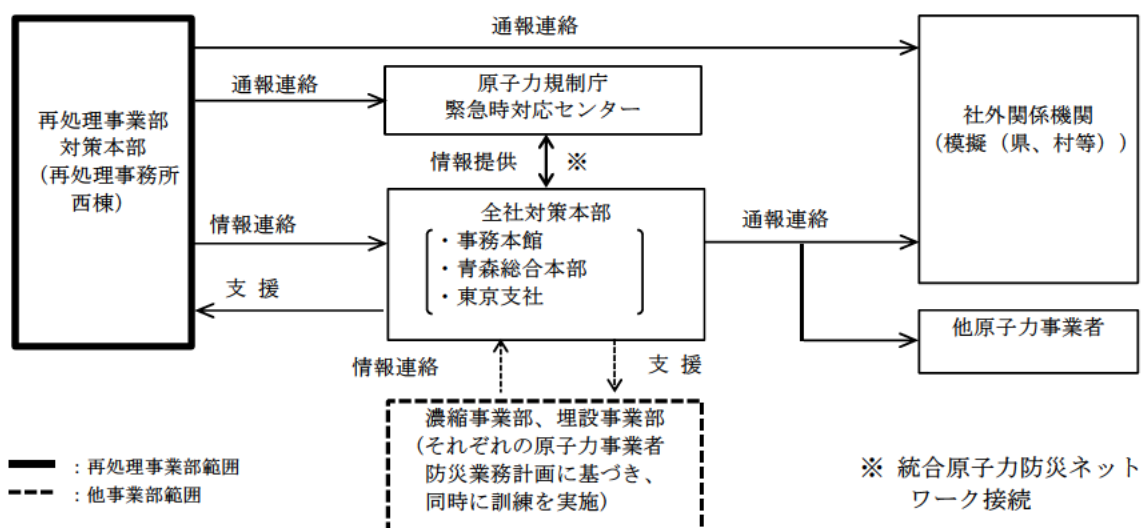 通報連絡
通報連絡
原子力規制庁
緊急時対応センター
社外関係機関
(模擬（県、村等）)
再処理事業部
対策本部
(再処理事務所
西棟)
情報提供 ※
情報連絡
全社対策本部
・事務本館
・青森総合本部
・東京支社
通報連絡
支 援
他原子力事業者
情報連絡
支 援
濃縮事業部、埋設事業部
(それぞれの原子力事業者
防災業務計画に基づき、
同時に訓練を実施)
：再処理事業部範囲
：他事業部範囲
※ 統合原子力防災ネット
ワーク接続